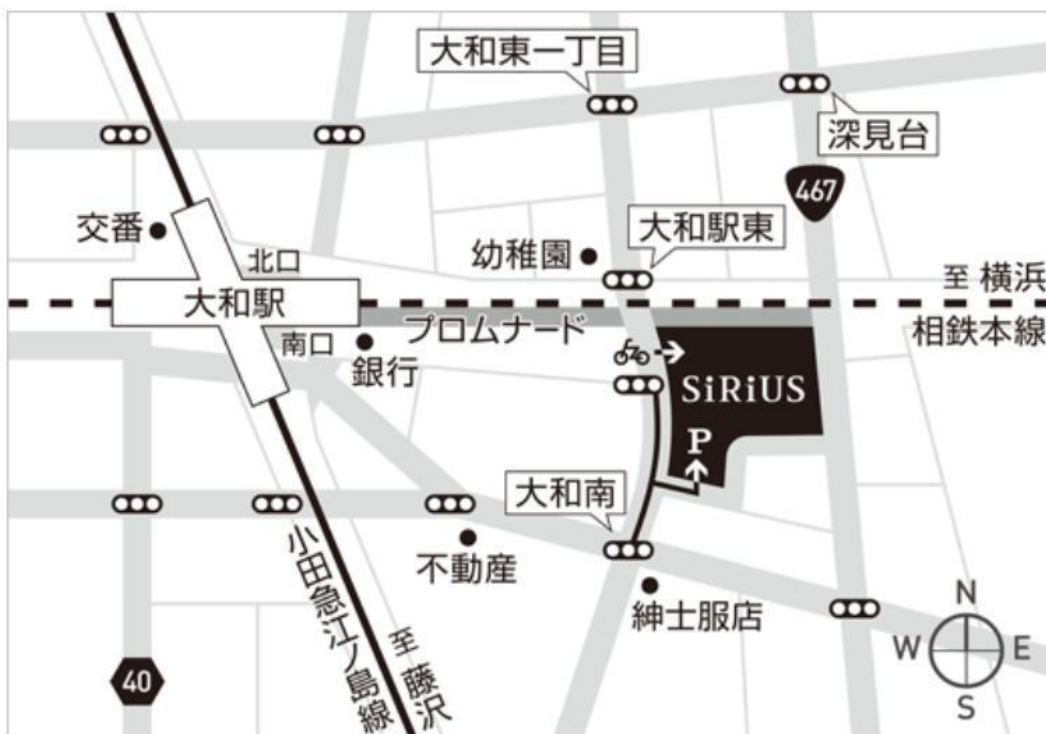 大和東一丁目
深見台
467
交番
北口
大和駅東
幼稚園
大和駅
至 横浜
プロムナード
相鉄本線
南口
銀行
SiRiUS
P
大和南
不動産
紳士服店
小田急江ノ島線
至 藤沢
40
N
W E
S